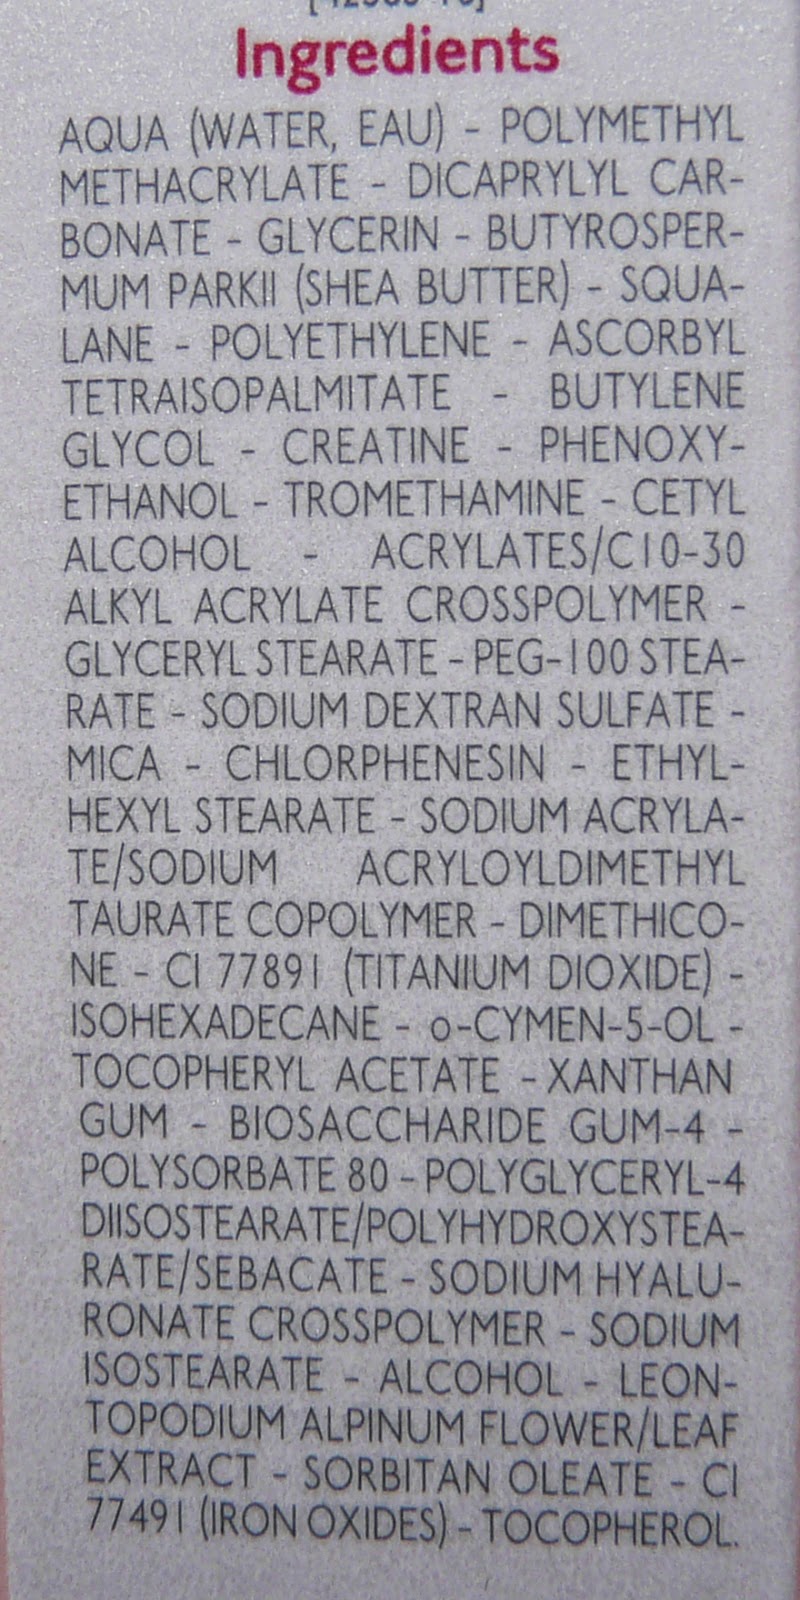 Ingredients
AQUA (WATER, EAU) - POLYMETHYL
METHACRYLATE - DICAPRYLYL CAR-
BONATE - GLYCERIN - BUTYROSPER-
MUM PARKII (SHEA BUTTER) - SQUA-
LANE - POLYETHYLENE - ASCORBYL
TETRAISOPALMITATE - BUTYLENE
GLYCOL - CREATINE - PHENOXY-
ETHANOL - TROMETHAMINE - CETYL
ALCOHOL - ACRYLATES/C10-30
ALKYL ACRYLATE CROSSPOLYMER -
GLYCERYL STEARATE - PEG-100 STEA-
RATE - SODIUM DEXTRAN SULFATE -
MICA - CHLORPHENESIN - ETHYL-
HEXYL STEARATE - SODIUM ACRYLA-
TE/SODIUM ACRYLOYLDIMETHYL
TAURATE COPOLYMER - DIMETHICO-
NE - CI 77891 (TITANIUM DIOXIDE) -
ISOHEXADECANE - o-CYMEN-5-OL -
TOCOPHERYL ACETATE - XANTHAN
GUM - BIOSACCHARIDE GUM-4 -
POLYSORBATE 80 - POLYGLYCERYL-4
DIISOSTEARATE/POLYHYDROXYSTEA-
RATE/SEBACATE - SODIUM HYALU-
RONATE CROSSPOLYMER - SODIUM
ISOSTEARATE - ALCOHOL - LEON-
TOPODIUM ALPINUM FLOWER/LEAF
EXTRACT - SORBITAN OLEATE - CI
77491 (IRON OXIDES) - TOCOPHEROL.